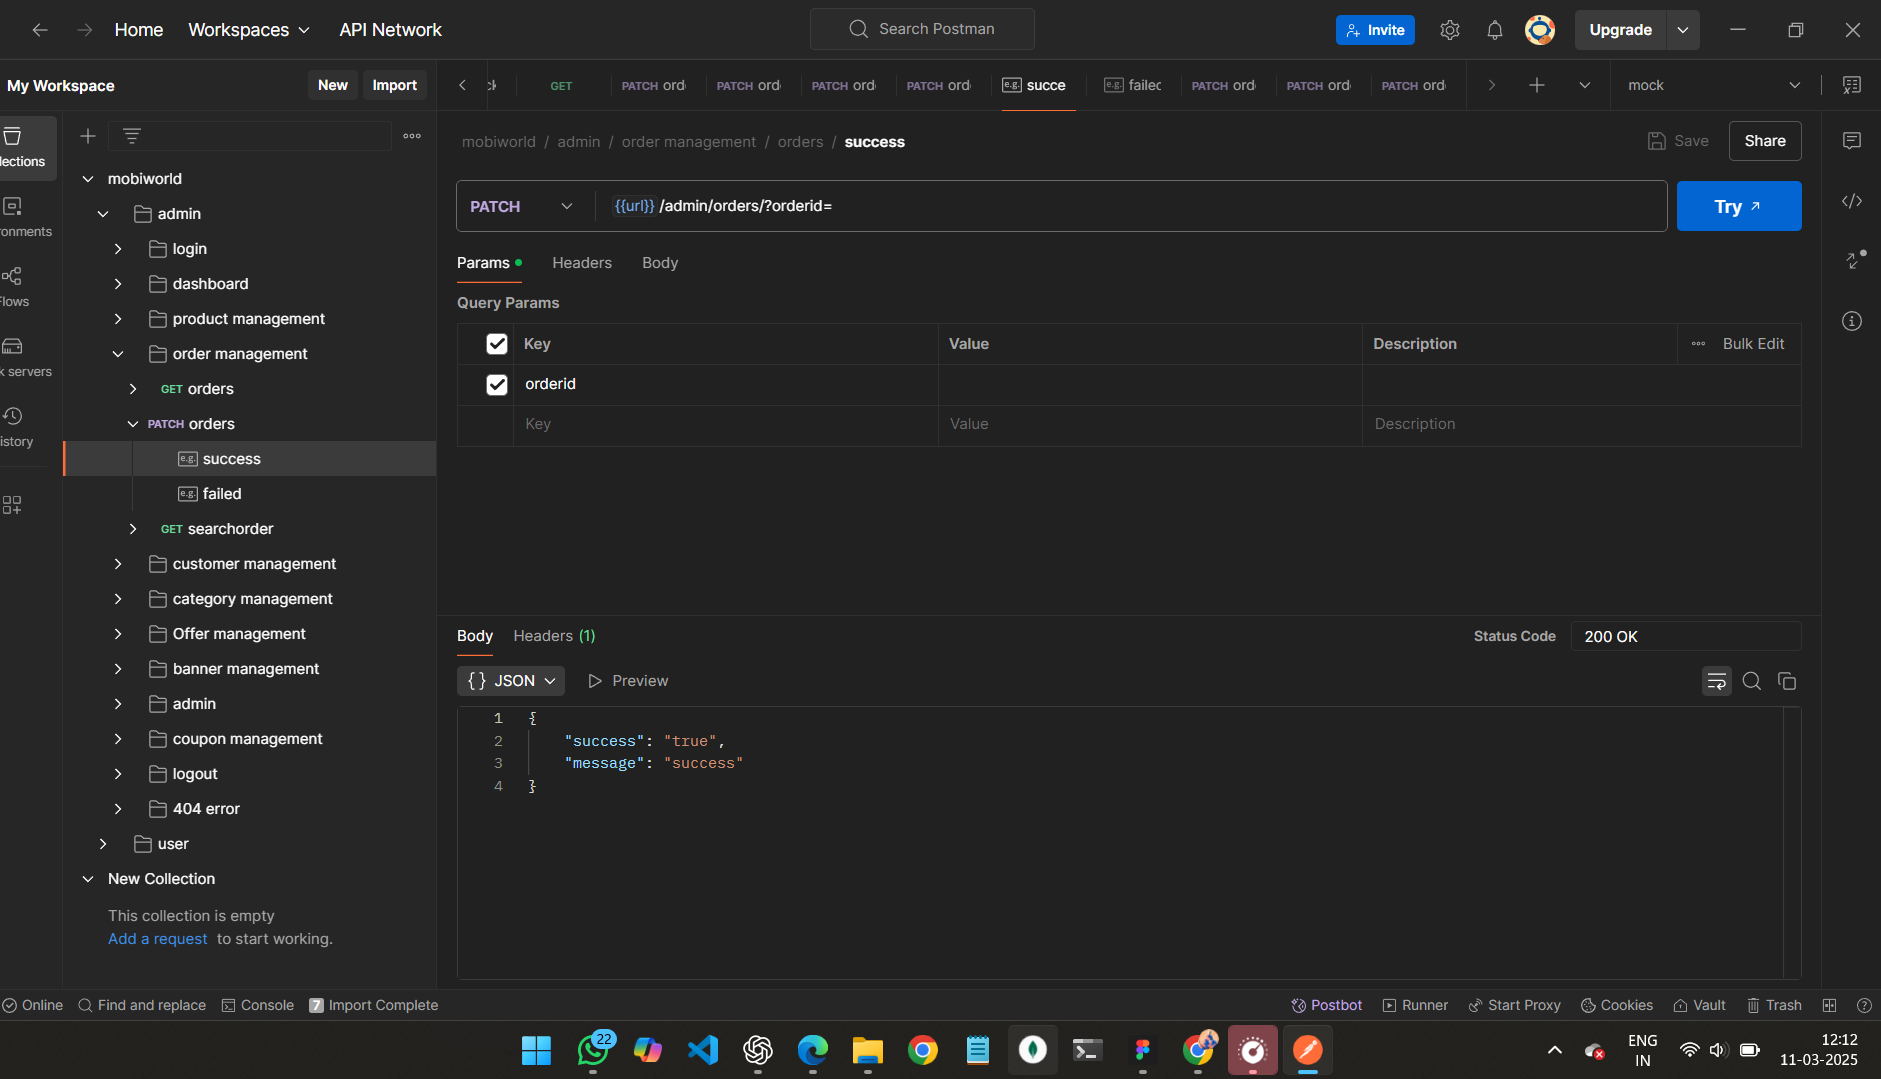 Home Workspaces API Network Search Postman Invite Upgrade
My Workspace New Import GET PATCH ord PATCH ord PATCH ord PATCH ord e.g. succe e.g. failed PATCH ord PATCH ord PATCH ord mock
mobiworld / admin / order management / orders / success Save Share
lections
ronments
Flows
k servers
istory
mobiworld
admin
login
dashboard
product management
order management
GET orders
PATCH orders
e.g. success
e.g. failed
GET searchorder
customer management
category management
Offer management
banner management
admin
coupon management
logout
404 error
user
New Collection
This collection is empty
Add a request to start working.
PATCH {{url}} /admin/orders/?orderid= Try
Params Headers Body
Query Params
Key Value Description Bulk Edit
orderid
Key Value Description
Body Headers (1) Status Code 200 OK
{} JSON Preview
1 {
2 "success": "true",
3 "message": "success"
4 }
Online Find and replace Console 7 Import Complete Postbot Runner Start Proxy Cookies Vault Trash
22
ENG
IN
12:12
11-03-2025